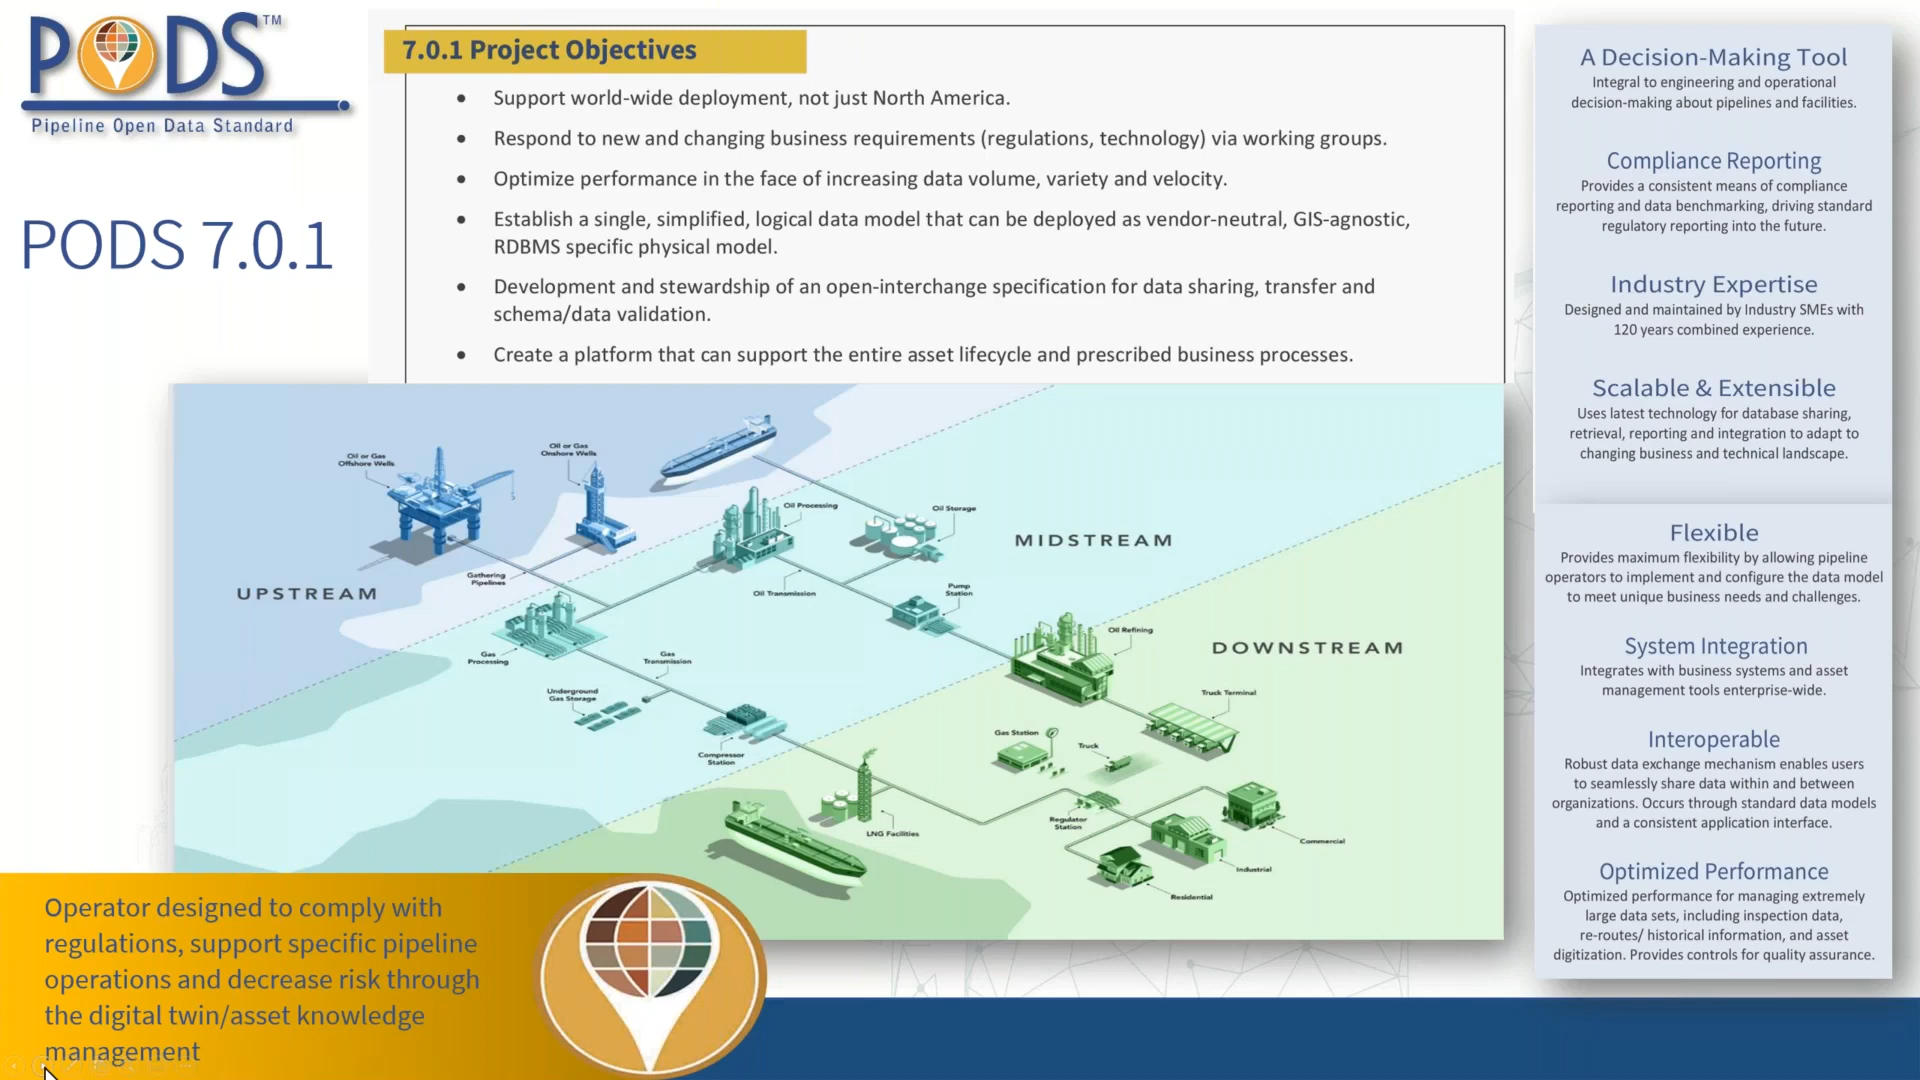 PODS™
Pipeline Open Data Standard
PODS 7.0.1
7.0.1 Project Objectives
• Support world-wide deployment, not just North America.
• Respond to new and changing business requirements (regulations, technology) via working groups.
• Optimize performance in the face of increasing data volume, variety and velocity.
• Establish a single, simplified, logical data model that can be deployed as vendor-neutral, GIS-agnostic,
RDBMS specific physical model.
• Development and stewardship of an open-interchange specification for data sharing, transfer and
schema/data validation.
• Create a platform that can support the entire asset lifecycle and prescribed business processes.
UPSTREAM
Oil or Gas
Offshore Wells
Oil or Gas
Onshore Wells
Gathering
Pipelines
MIDSTREAM
Oil Processing
Oil Storage
Oil Transmission
Pump
Station
Gas
Processing
Gas
Transmission
Underground
Gas Storage
Compressor
Station
DOWNSTREAM
Oil Refining
Truck Terminal
Gas Station
Truck
LNG Facilities
Regulator
Station
Commercial
Industrial
Residential
Operator designed to comply with
regulations, support specific pipeline
operations and decrease risk through
the digital twin/asset knowledge
management
A Decision-Making Tool
Integral to engineering and operational
decision-making about pipelines and facilities.
Compliance Reporting
Provides a consistent means of compliance
reporting and data benchmarking, driving standard
regulatory reporting into the future.
Industry Expertise
Designed and maintained by Industry SMEs with
120 years combined experience.
Scalable & Extensible
Uses latest technology for database sharing,
retrieval, reporting and integration to adapt to
changing business and technical landscape.
Flexible
Provides maximum flexibility by allowing pipeline
operators to implement and configure the data model
to meet unique business needs and challenges.
System Integration
Integrates with business systems and asset
management tools enterprise-wide.
Interoperable
Robust data exchange mechanism enables users
to seamlessly share data within and between
organizations. Occurs through standard data models
and a consistent application interface.
Optimized Performance
Optimized performance for managing extremely
large data sets, including inspection data,
re-routes/ historical information, and asset
digitization. Provides controls for quality assurance.